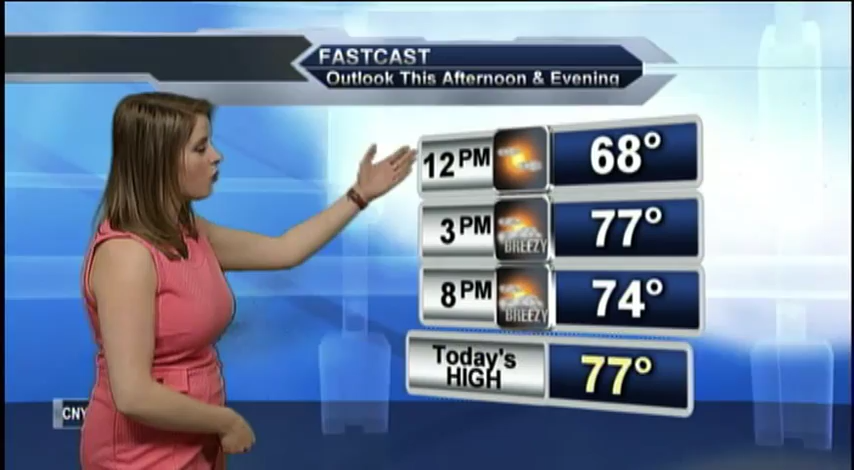 FASTCAST
Outlook This Afternoon & Evening
12 PM 68°
3 PM BREEZY 77°
8 PM BREEZY 74°
Today's
HIGH
77°
CNY